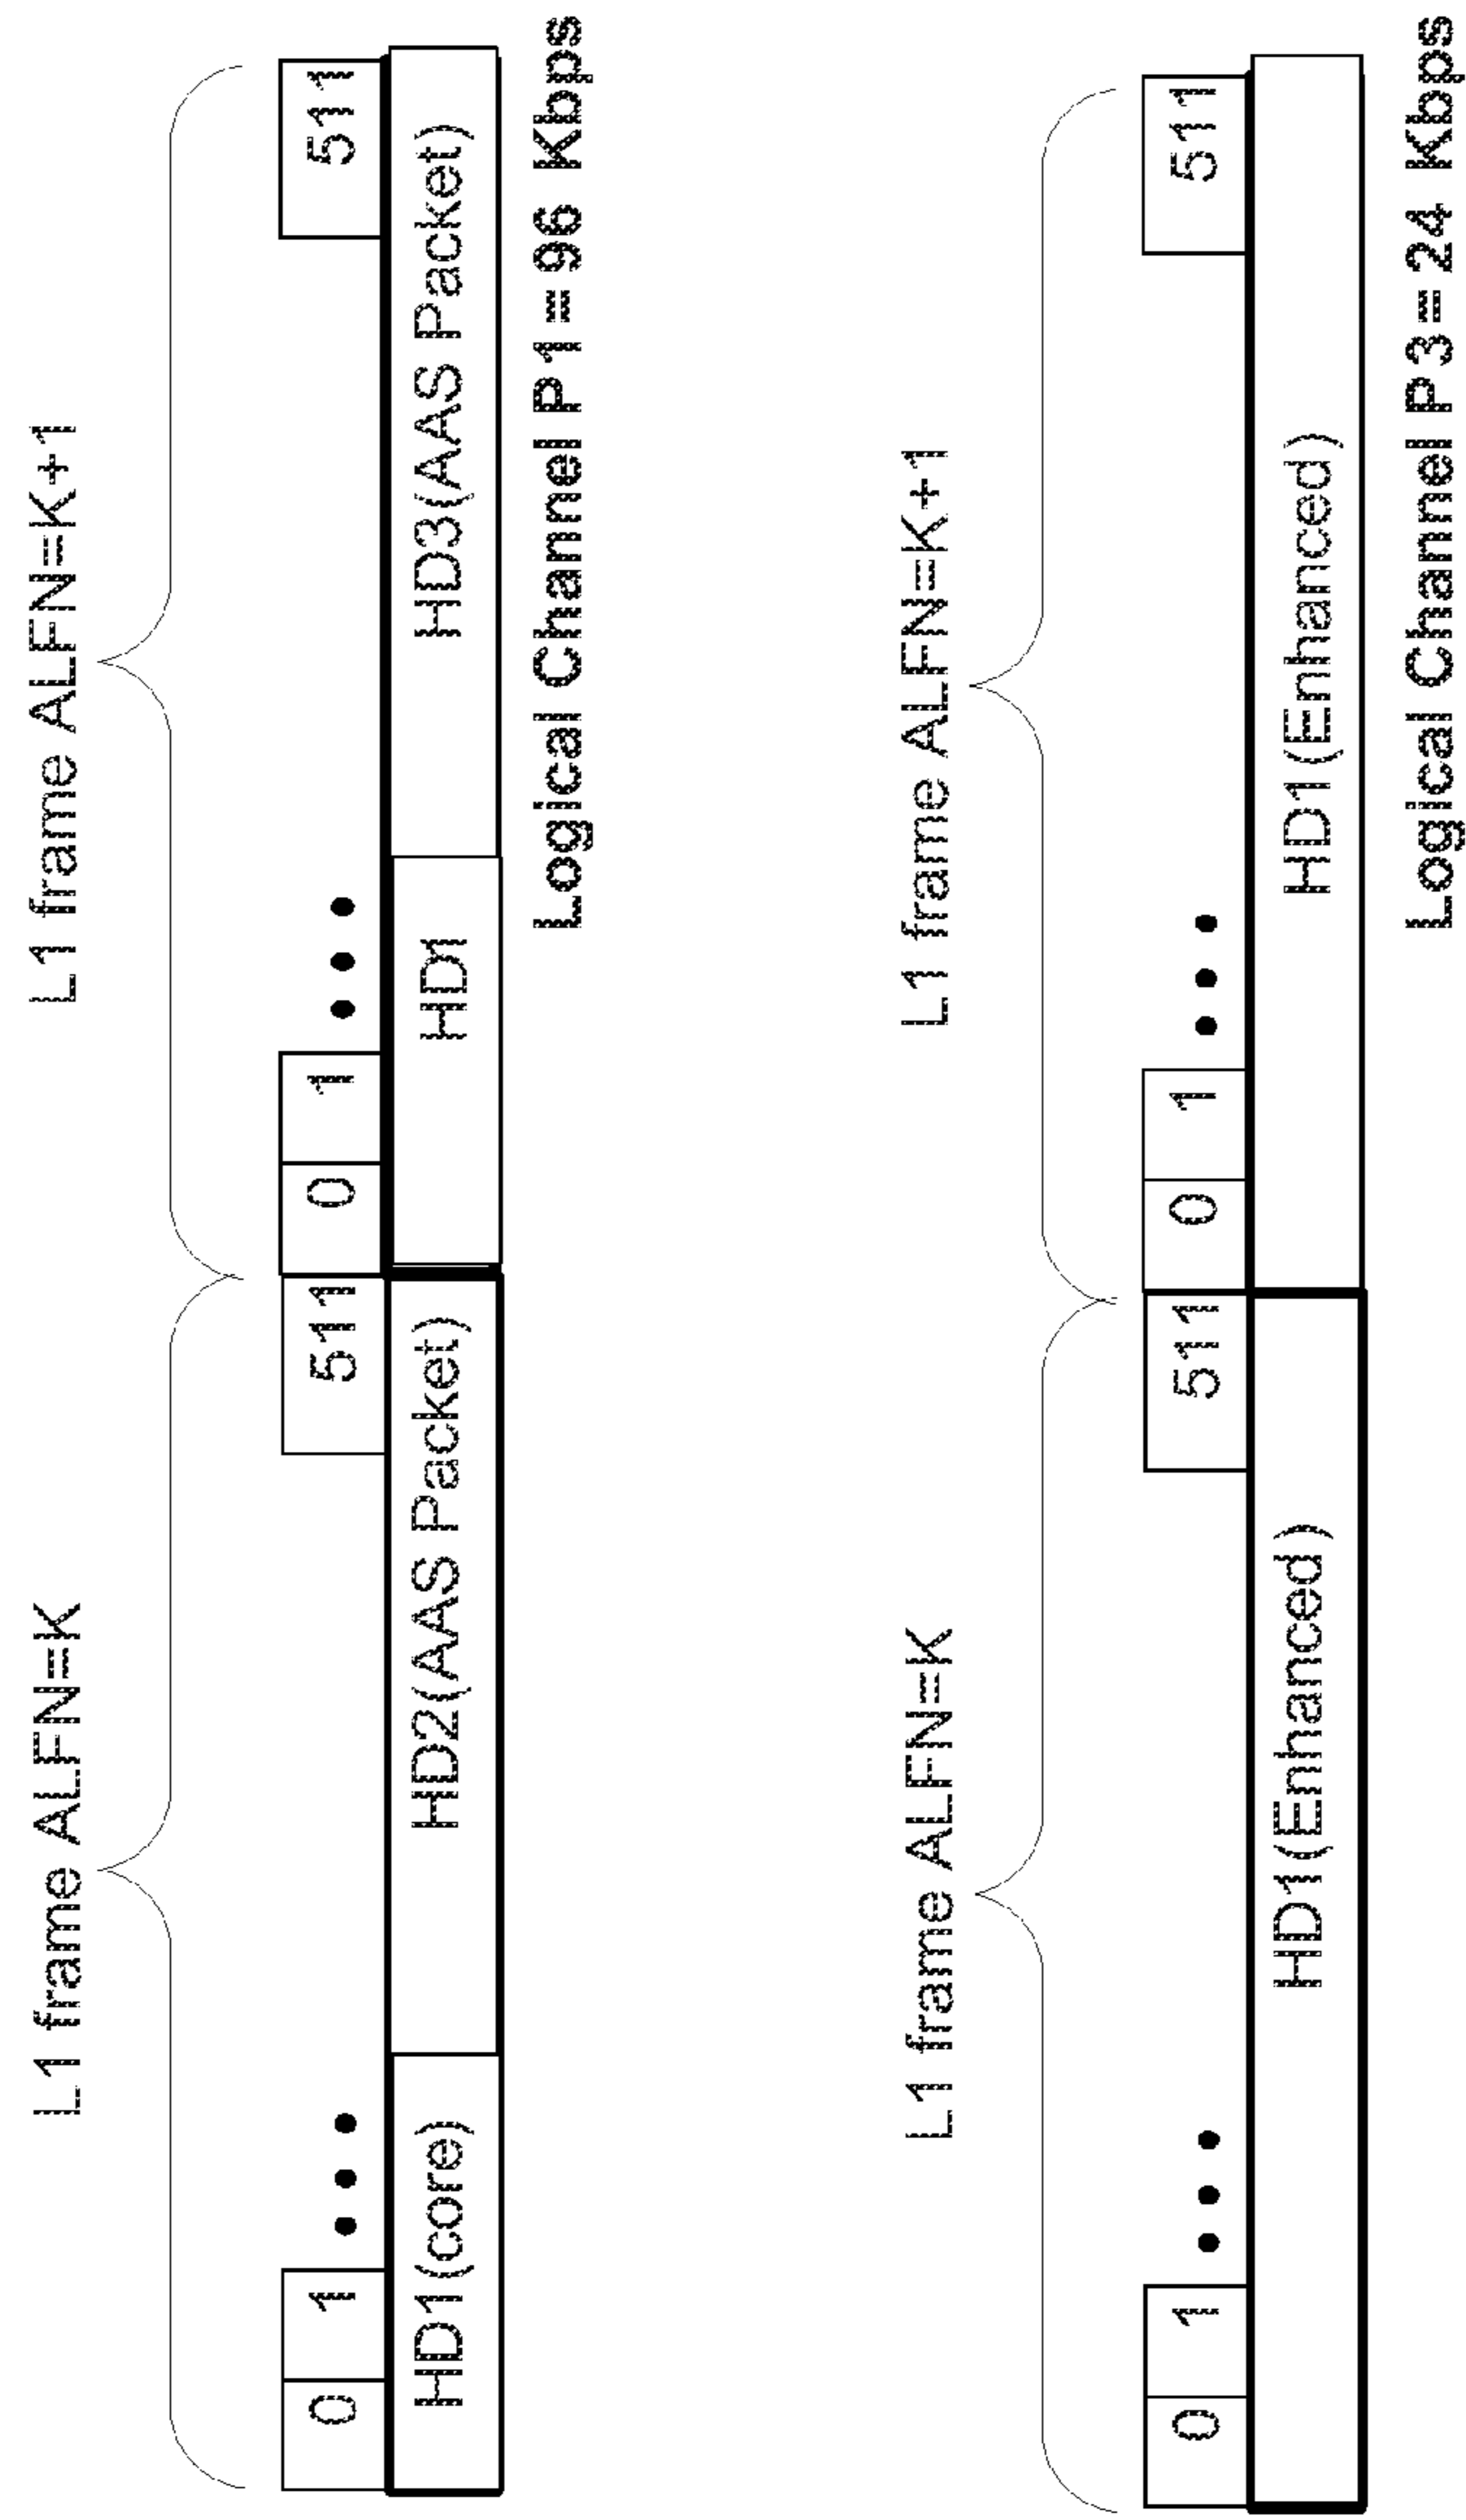 L1 frame ALFN=K
L1 frame ALFN=K+1
0 1 511 0 1 511
HD1(core) HD2(AAS Packet) HD1 HD3(AAS Packet)
Logical Channel P1=96 Kbps
L1 frame ALFN=K
L1 frame ALFN=K+1
0 1 511 0 1 511
HD1(Enhanced) HD1(Enhanced)
Logical Channel P3=24 Kbps